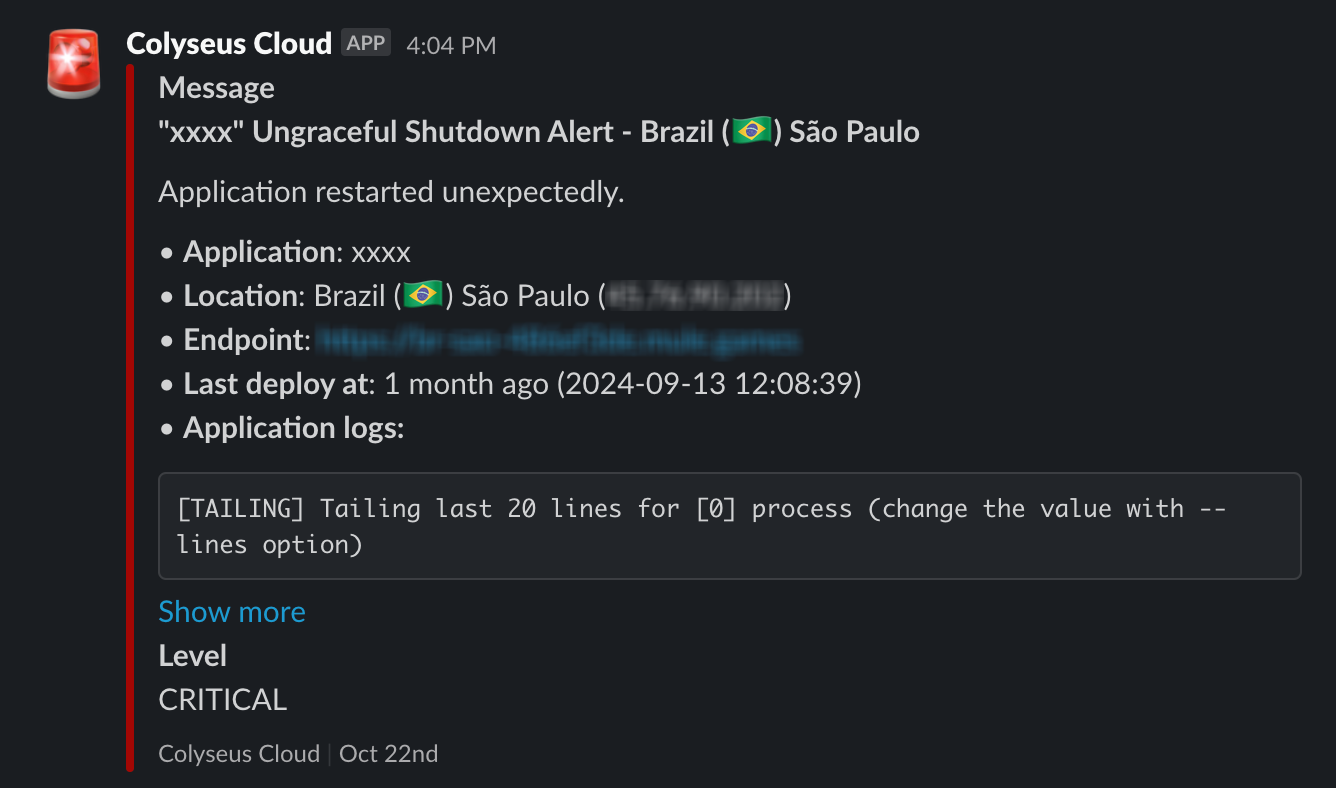 Colyseus Cloud APP 4:04 PM
Message
"xxxx" Ungraceful Shutdown Alert - Brazil (🇧🇷) São Paulo
Application restarted unexpectedly.
• Application: xxxx
• Location: Brazil (🇧🇷) São Paulo ()
• Endpoint:
• Last deploy at: 1 month ago (2024-09-13 12:08:39)
• Application logs:
[TAILING] Tailing last 20 lines for [0] process (change the value with --
lines option)
Show more
Level
CRITICAL
Colyseus Cloud | Oct 22nd